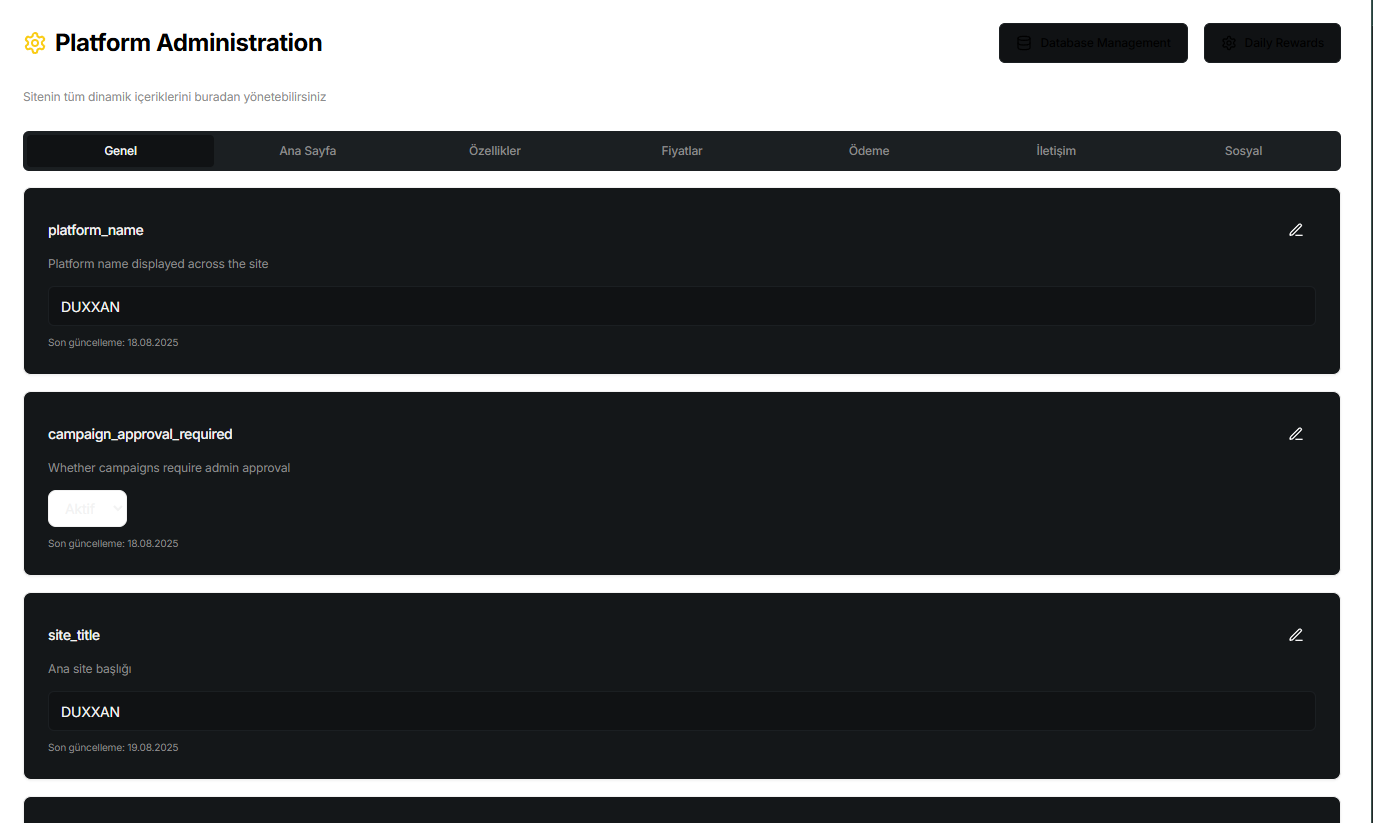 Platform Administration
Database Management
Daily Rewards
Sitenin tüm dinamik içeriklerini buradan yönetebilirsiniz
Genel
Ana Sayfa
Özellikler
Fiyatlar
Ödeme
İletişim
Sosyal
platform_name
Platform name displayed across the site
DUXXAN
Son güncelleme: 18.08.2025
campaign_approval_required
Whether campaigns require admin approval
Aktif
Son güncelleme: 18.08.2025
site_title
Ana site başlığı
DUXXAN
Son güncelleme: 19.08.2025